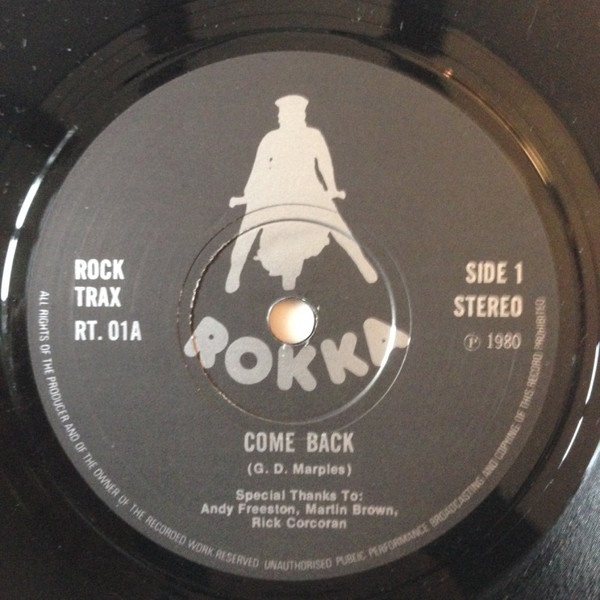 ROCK
TRAX
RT. 01A
SIDE 1
STEREO
℗ 1980
ROKKA
COME BACK
(G. D. Marples)
Special Thanks To:
Andy Freeston, Martin Brown,
Rick Corcoran
ALL RIGHTS OF THE PRODUCER AND OF THE OWNER OF THE RECORDED WORK RESERVED UNAUTHORISED PUBLIC PERFORMANCE BROADCASTING AND COPYING OF THIS RECORD PROHIBITED